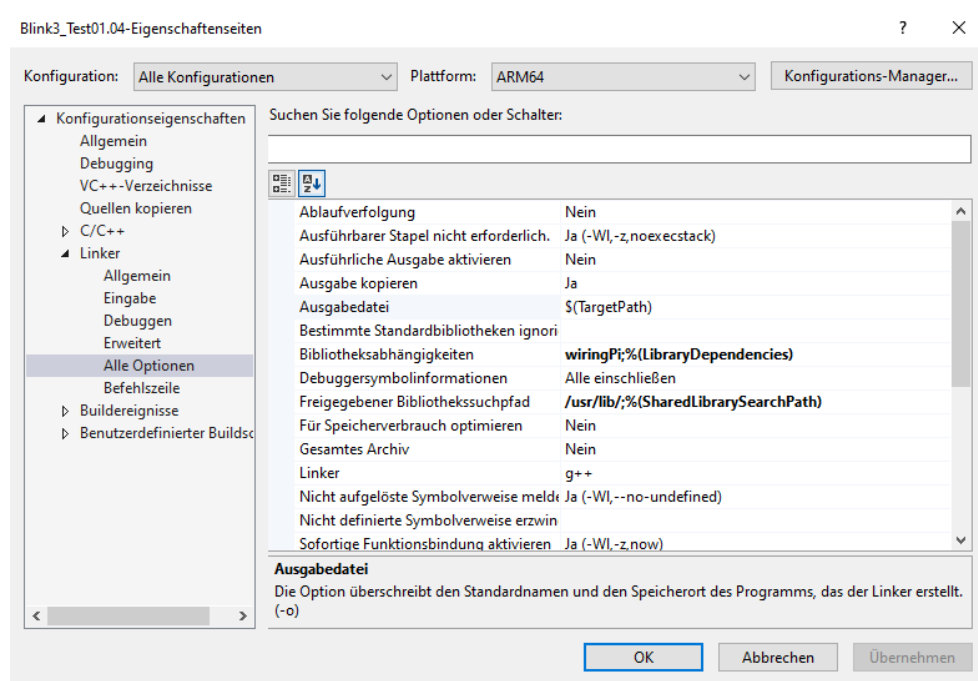 Blink3_Test01.04-Eigenschaftenseiten ? ×
Konfiguration: Alle Konfigurationen Plattform: ARM64 Konfigurations-Manager...
Konfigurationseigenschaften
Allgemein
Debugging
VC++-Verzeichnisse
Quellen kopieren
C/C++
Linker
Allgemein
Eingabe
Debuggen
Erweitert
Alle Optionen
Befehlszeile
Buildereignisse
Benutzerdefinierter Buildsc
Suchen Sie folgende Optionen oder Schalter:
Ablaufverfolgung Nein
Ausführbarer Stapel nicht erforderlich. Ja (-Wl,-z,noexecstack)
Ausführliche Ausgabe aktivieren Nein
Ausgabe kopieren Ja
Ausgabedatei $(TargetPath)
Bestimmte Standardbibliotheken ignori
Bibliotheksabhängigkeiten wiringPi;%(LibraryDependencies)
Debuggersymbolinformationen Alle einschließen
Freigegebener Bibliothekssuchpfad /usr/lib/;%(SharedLibrarySearchPath)
Für Speicherverbrauch optimieren Nein
Gesamtes Archiv Nein
Linker g++
Nicht aufgelöste Symbolverweise melde Ja (-Wl,--no-undefined)
Nicht definierte Symbolverweise erzwin
Sofortige Funktionsbindung aktivieren Ja (-Wl,-z,now)
Ausgabedatei
Die Option überschreibt den Standardnamen und den Speicherort des Programms, das der Linker erstellt.
(-o)
OK Abbrechen Übernehmen